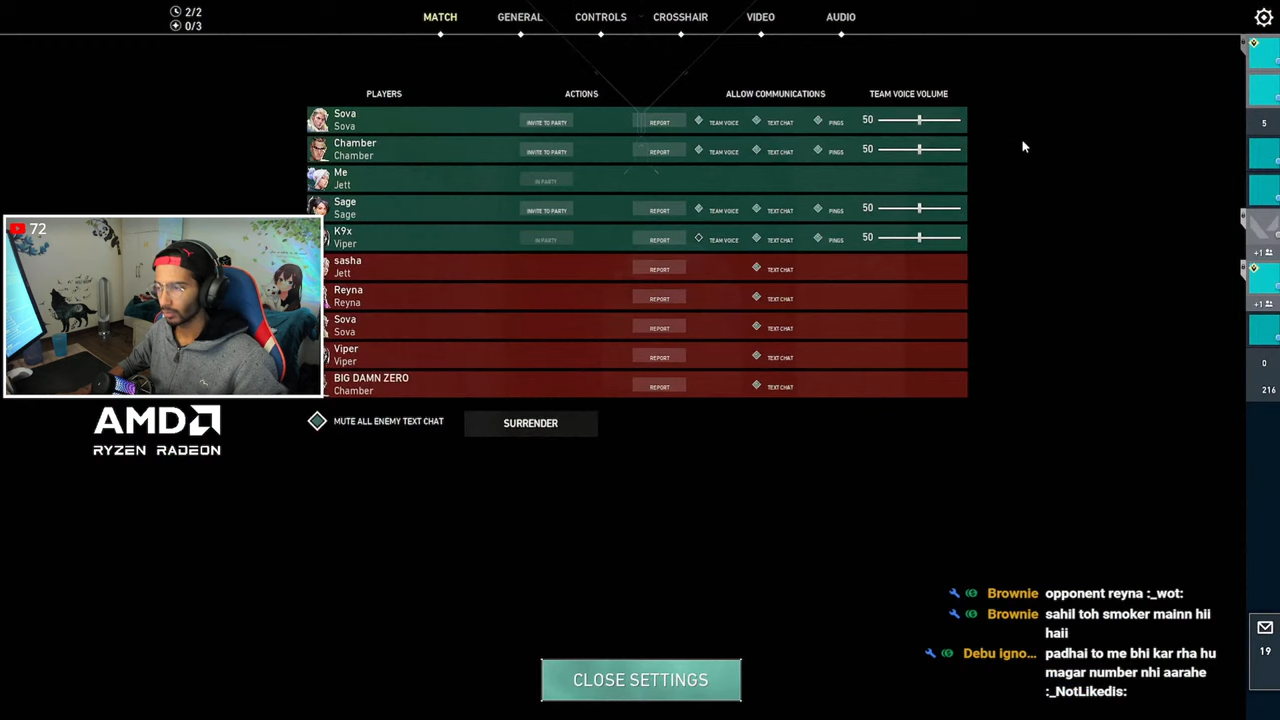 2/2
0/3
MATCH GENERAL CONTROLS CROSSHAIR VIDEO AUDIO
PLAYERS ACTIONS ALLOW COMMUNICATIONS TEAM VOICE VOLUME
Sova
Sova
INVITE TO PARTY REPORT TEAM VOICE TEXT CHAT PINGS 50
Chamber
Chamber
INVITE TO PARTY REPORT TEAM VOICE TEXT CHAT PINGS 50
Me
Jett
IN PARTY
Sage
Sage
INVITE TO PARTY REPORT TEAM VOICE TEXT CHAT PINGS 50
K9x
Viper
IN PARTY REPORT TEAM VOICE TEXT CHAT PINGS 50
sasha
Jett
REPORT TEXT CHAT
Reyna
Reyna
REPORT TEXT CHAT
Sova
Sova
REPORT TEXT CHAT
Viper
Viper
REPORT TEXT CHAT
BIG DAMN ZERO
Chamber
REPORT TEXT CHAT
MUTE ALL ENEMY TEXT CHAT SURRENDER
72
AMD
RYZEN RADEON
5
+1
+1
0
216
19
Brownie opponent reyna :_wot:
Brownie sahil toh smoker mainn hii
haii
Debu igno... padhai to me bhi kar rha hu
magar number nhi aarahe
:_NotLikedis:
CLOSE SETTINGS